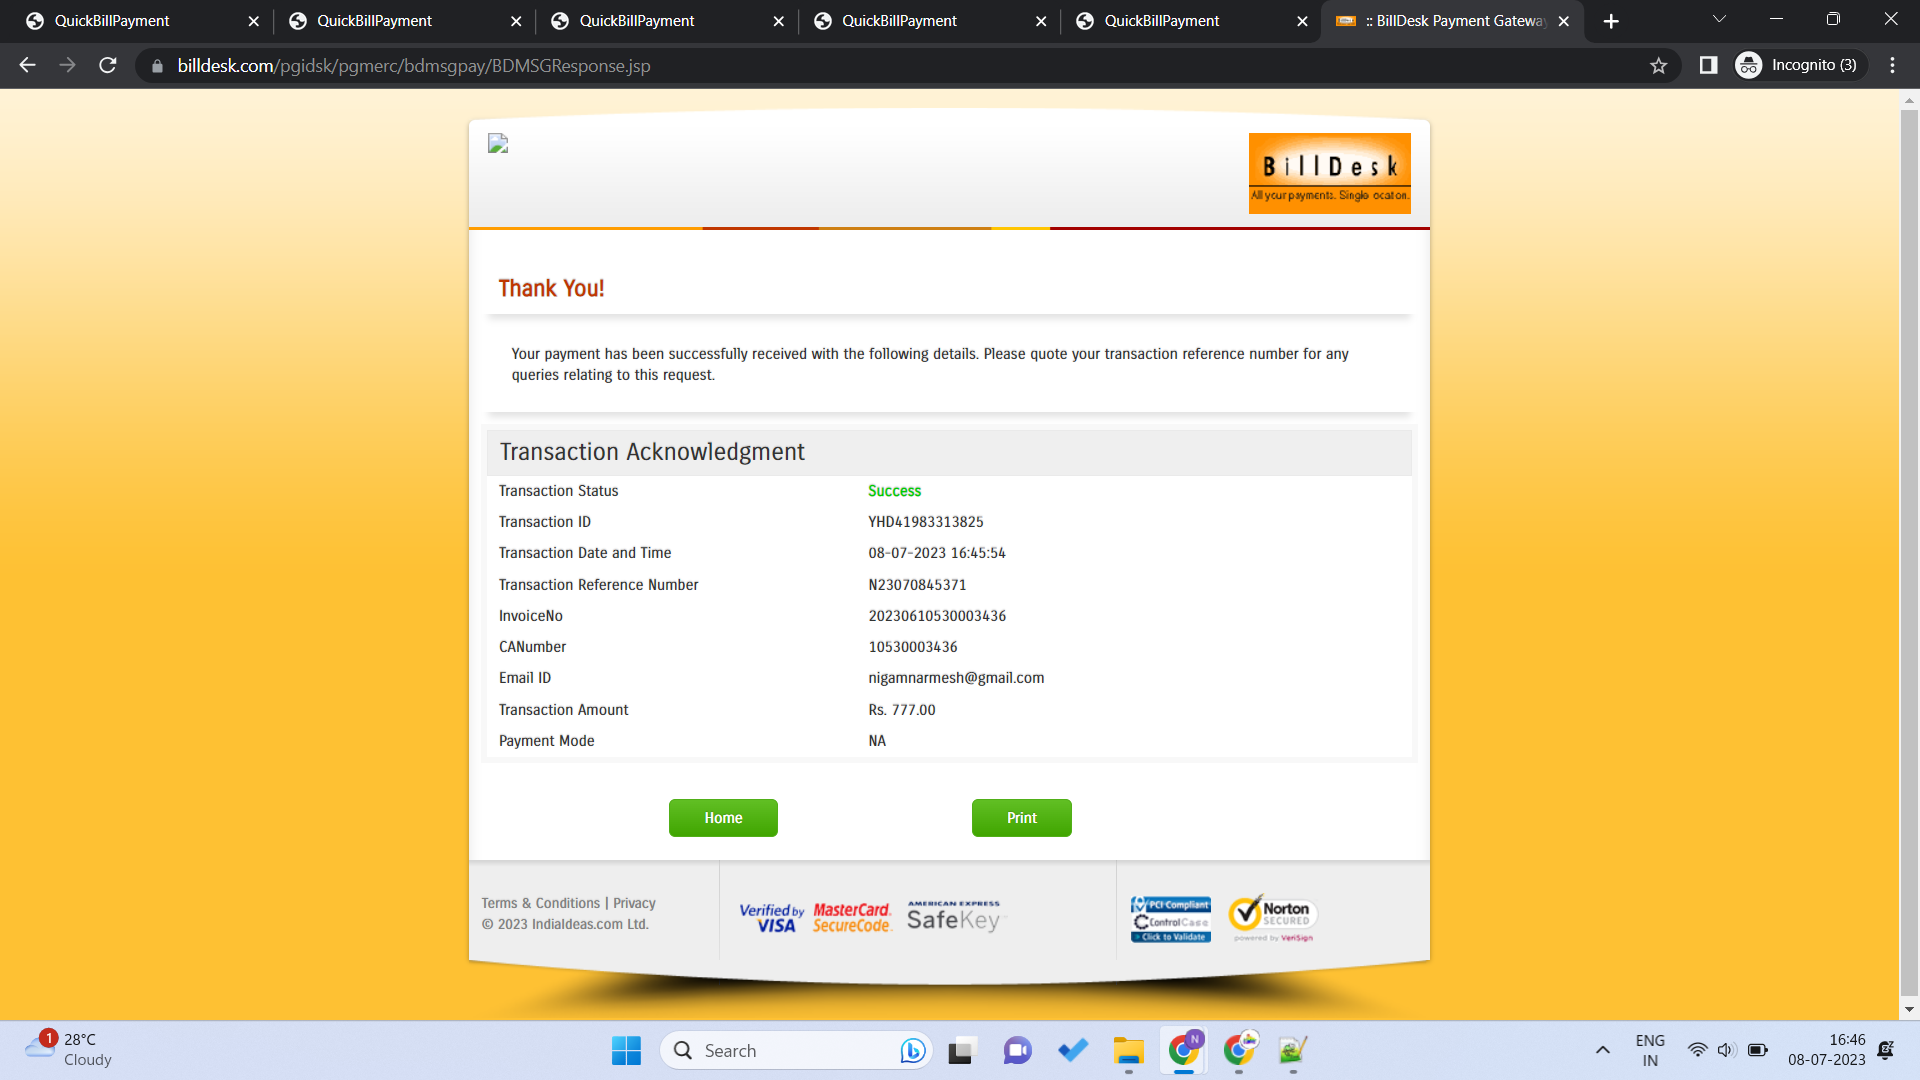 QuickBillPayment
QuickBillPayment
QuickBillPayment
QuickBillPayment
QuickBillPayment
:: BillDesk Payment Gateway
billdesk.com/pgidsk/pgmerc/bdmsgpay/BDMSGResponse.jsp
Incognito (3)
BillDesk
All your payments. Single location.
Thank You!
Your payment has been successfully received with the following details. Please quote your transaction reference number for any
queries relating to this request.
Transaction Acknowledgment
Transaction Status Success
Transaction ID YHD41983313825
Transaction Date and Time 08-07-2023 16:45:54
Transaction Reference Number N23070845371
InvoiceNo 20230610530003436
CANumber 10530003436
Email ID nigamnarmesh@gmail.com
Transaction Amount Rs. 777.00
Payment Mode NA
Home Print
Terms & Conditions | Privacy
© 2023 IndiaIdeas.com Ltd.
Verified by
VISA
MasterCard.
SecureCode.
AMERICAN EXPRESS
SafeKey
PCI Compliant
ControlCase
Click to Validate
Norton
SECURED
powered by VeriSign
1
28°C
Cloudy
Search
N
ENG
IN
16:46
08-07-2023